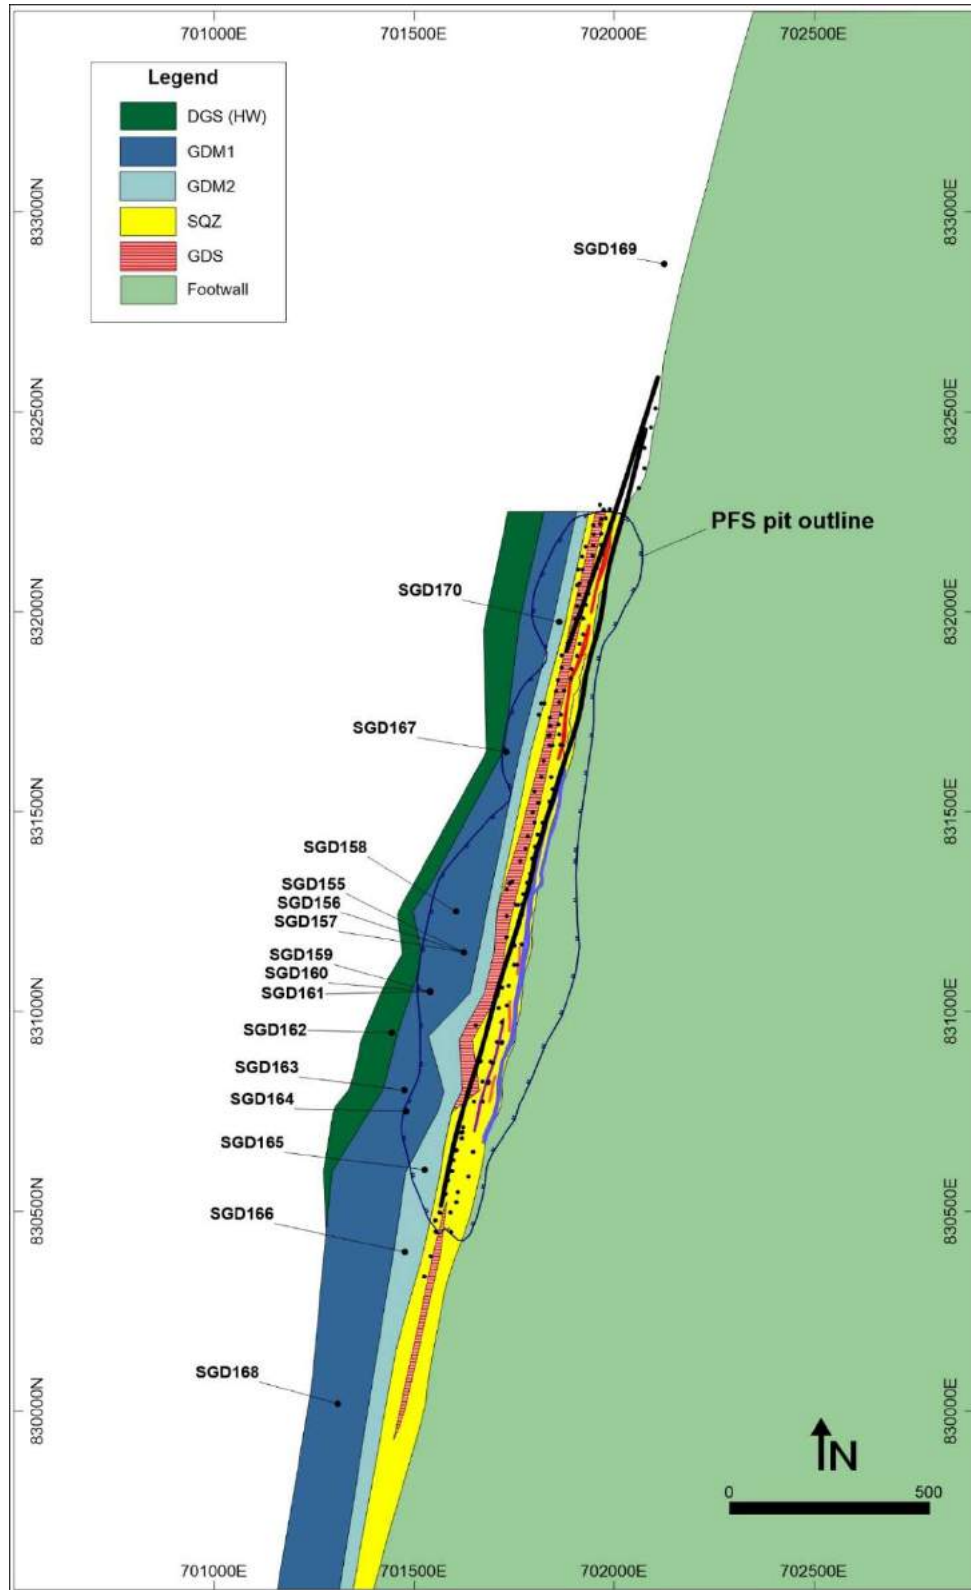 701000E
701500E
702000E
702500E
Legend
DGS (HW)
GDM1
GDM2
SQZ
GDS
Footwall
833000N
833000E
SGD169
832500N
832500E
PFS pit outline
SGD170
832000N
832000E
SGD167
831500N
831500E
SGD158
SGD155
SGD156
SGD157
SGD159
SGD160
SGD161
831000N
831000E
SGD162
SGD163
SGD164
SGD165
SGD166
830500N
830500E
SGD168
830000N
830000E
N
0
500
701000E
701500E
702000E
702500E